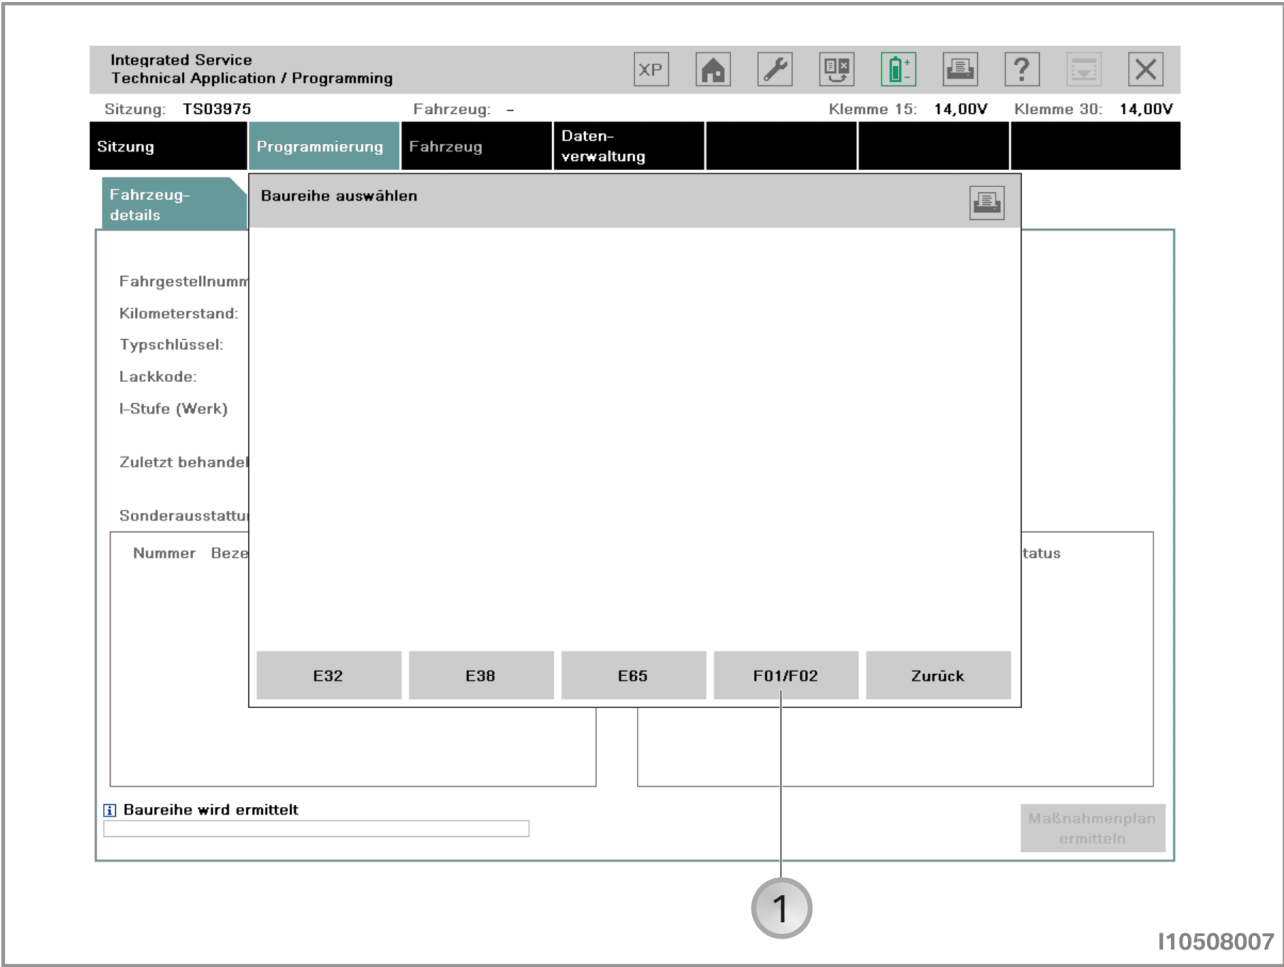 Integrated Service
Technical Application / Programming
XP
?
Sitzung: TS03975 Fahrzeug: - Klemme 15: 14,00V Klemme 30: 14,00V
Sitzung
Programmierung
Fahrzeug
Daten-
verwaltung
Fahrzeug-
details
Baureihe auswählen
Fahrgestellnumm
Kilometerstand:
Typschlüssel:
Lackkode:
I-Stufe (Werk)
Zuletzt behandel
Sonderausstattu
Nummer Beze
tatus
E32 E38 E65 F01/F02 Zurück
i Baureihe wird ermittelt
Maßnahmenplan
ermitteln
1
I10508007